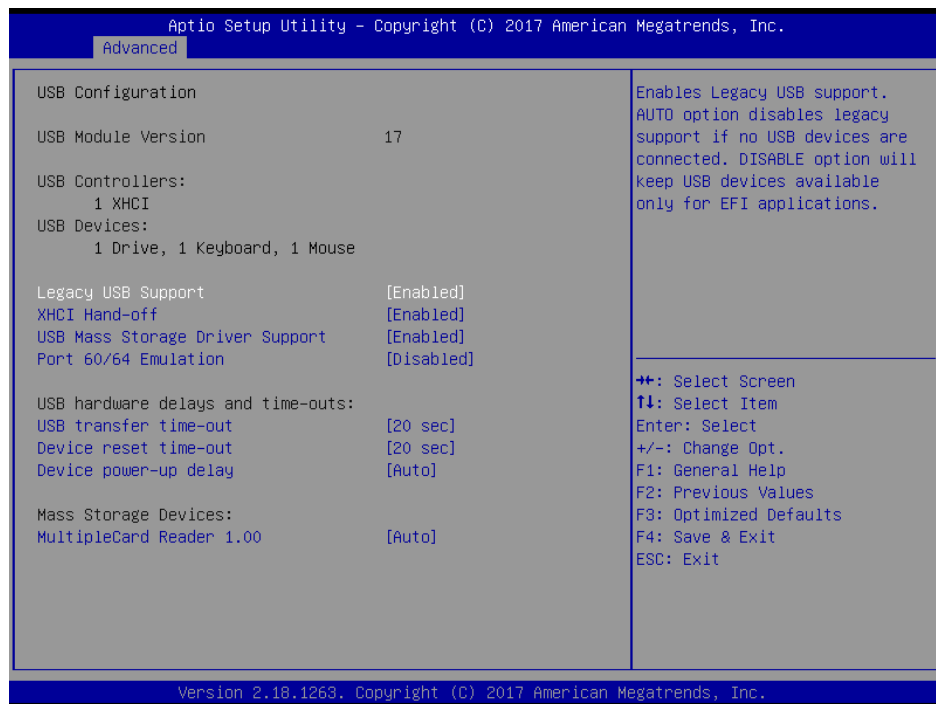 Aptio Setup Utility – Copyright (C) 2017 American Megatrends, Inc.
Advanced
USB Configuration
USB Module Version 17
USB Controllers:
1 XHCI
USB Devices:
1 Drive, 1 Keyboard, 1 Mouse
Legacy USB Support [Enabled]
XHCI Hand-off [Enabled]
USB Mass Storage Driver Support [Enabled]
Port 60/64 Emulation [Disabled]
USB hardware delays and time-outs:
USB transfer time-out [20 sec]
Device reset time-out [20 sec]
Device power-up delay [Auto]
Mass Storage Devices:
MultipleCard Reader 1.00 [Auto]
Enables Legacy USB support.
AUTO option disables legacy
support if no USB devices are
connected. DISABLE option will
keep USB devices available
only for EFI applications.
→←: Select Screen
↑↓: Select Item
Enter: Select
+/-: Change Opt.
F1: General Help
F2: Previous Values
F3: Optimized Defaults
F4: Save & Exit
ESC: Exit
Version 2.18.1263. Copyright (C) 2017 American Megatrends, Inc.